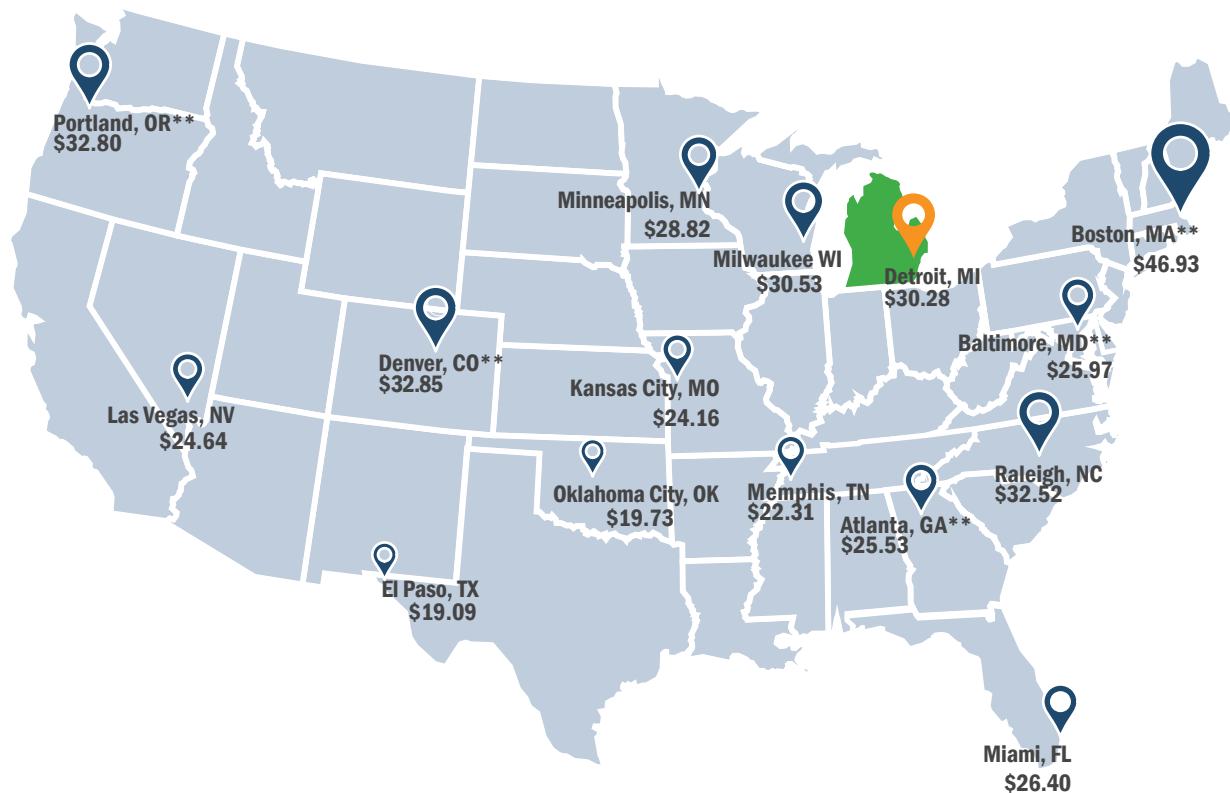 Portland, OR**
$32.80
Minneapolis, MN
$28.82
Milwaukee WI
$30.53
Detroit, MI
$30.28
Boston, MA**
$46.93
Denver, CO**
$32.85
Las Vegas, NV
$24.64
Kansas City, MO
$24.16
Baltimore, MD**
$25.97
Oklahoma City, OK
$19.73
Memphis, TN
$22.31
Atlanta, GA**
$25.53
Raleigh, NC
$32.52
El Paso, TX
$19.09
Miami, FL
$26.40